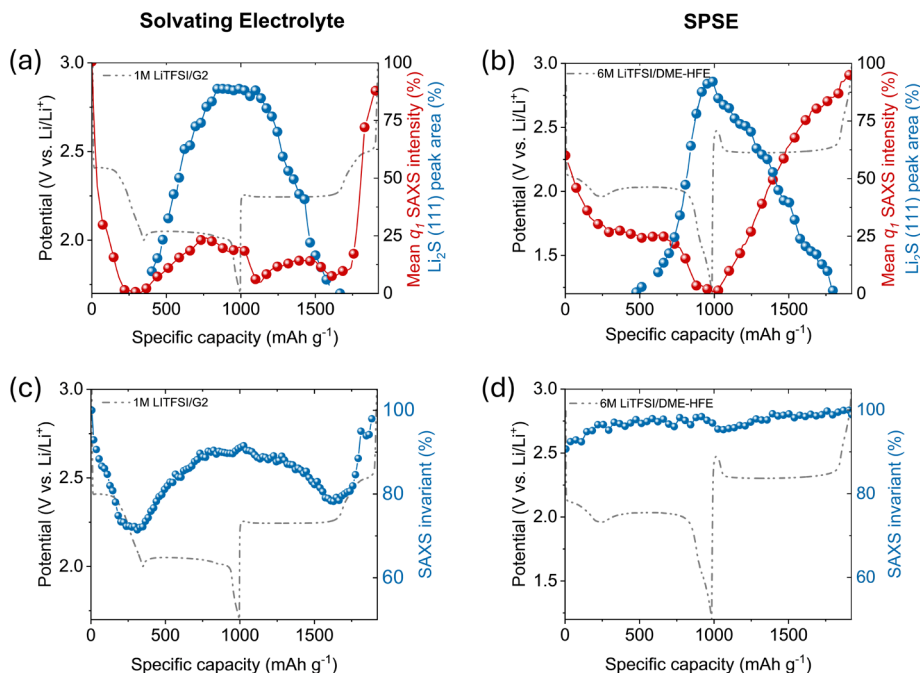 Solvating Electrolyte
SPSE
(a)
1M LiTFSI/G2
3.0
2.5
2.0
100
75
50
25
0
0 500 1000 1500
Potential (V vs. Li/Li⁺)
Mean q₁ SAXS intensity (%)
Li₂S (111) peak area (%)
Specific capacity (mAh g⁻¹)
(b)
6M LiTFSI/DME-HFE
3.0
2.5
2.0
1.5
100
75
50
25
0
0 500 1000 1500
Potential (V vs. Li/Li⁺)
Mean q₁ SAXS intensity (%)
Li₂S (111) peak area (%)
Specific capacity (mAh g⁻¹)
(c)
1M LITFSI/G2
3.0
2.5
2.0
100
80
60
0 500 1000 1500
Potential (V vs. Li/Li⁺)
SAXS invariant (%)
Specific capacity (mAh g⁻¹)
(d)
6M LiTFSI/DME-HFE
3.0
2.5
2.0
1.5
100
80
60
0 500 1000 1500
Potential (V vs. Li/Li⁺)
SAXS invariant (%)
Specific capacity (mAh g⁻¹)